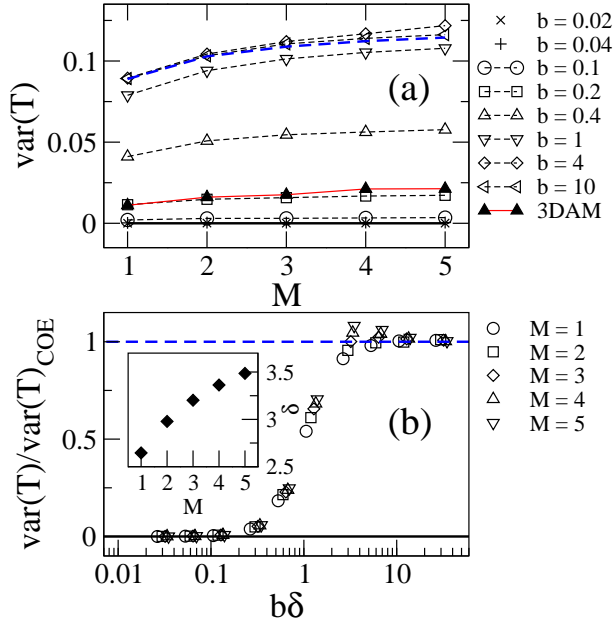 var(T)
0.1
0.05
0
(a)
1 2 3 4 5
M
b = 0.02
b = 0.04
b = 0.1
b = 0.2
b = 0.4
b = 1
b = 4
b = 10
3DAM
var(T)/var(T)COE
1
0.5
0
(b)
3.5
3
2.5
δ
1 2 3 4 5
M
0.01 0.1 1 10
bδ
M = 1
M = 2
M = 3
M = 4
M = 5